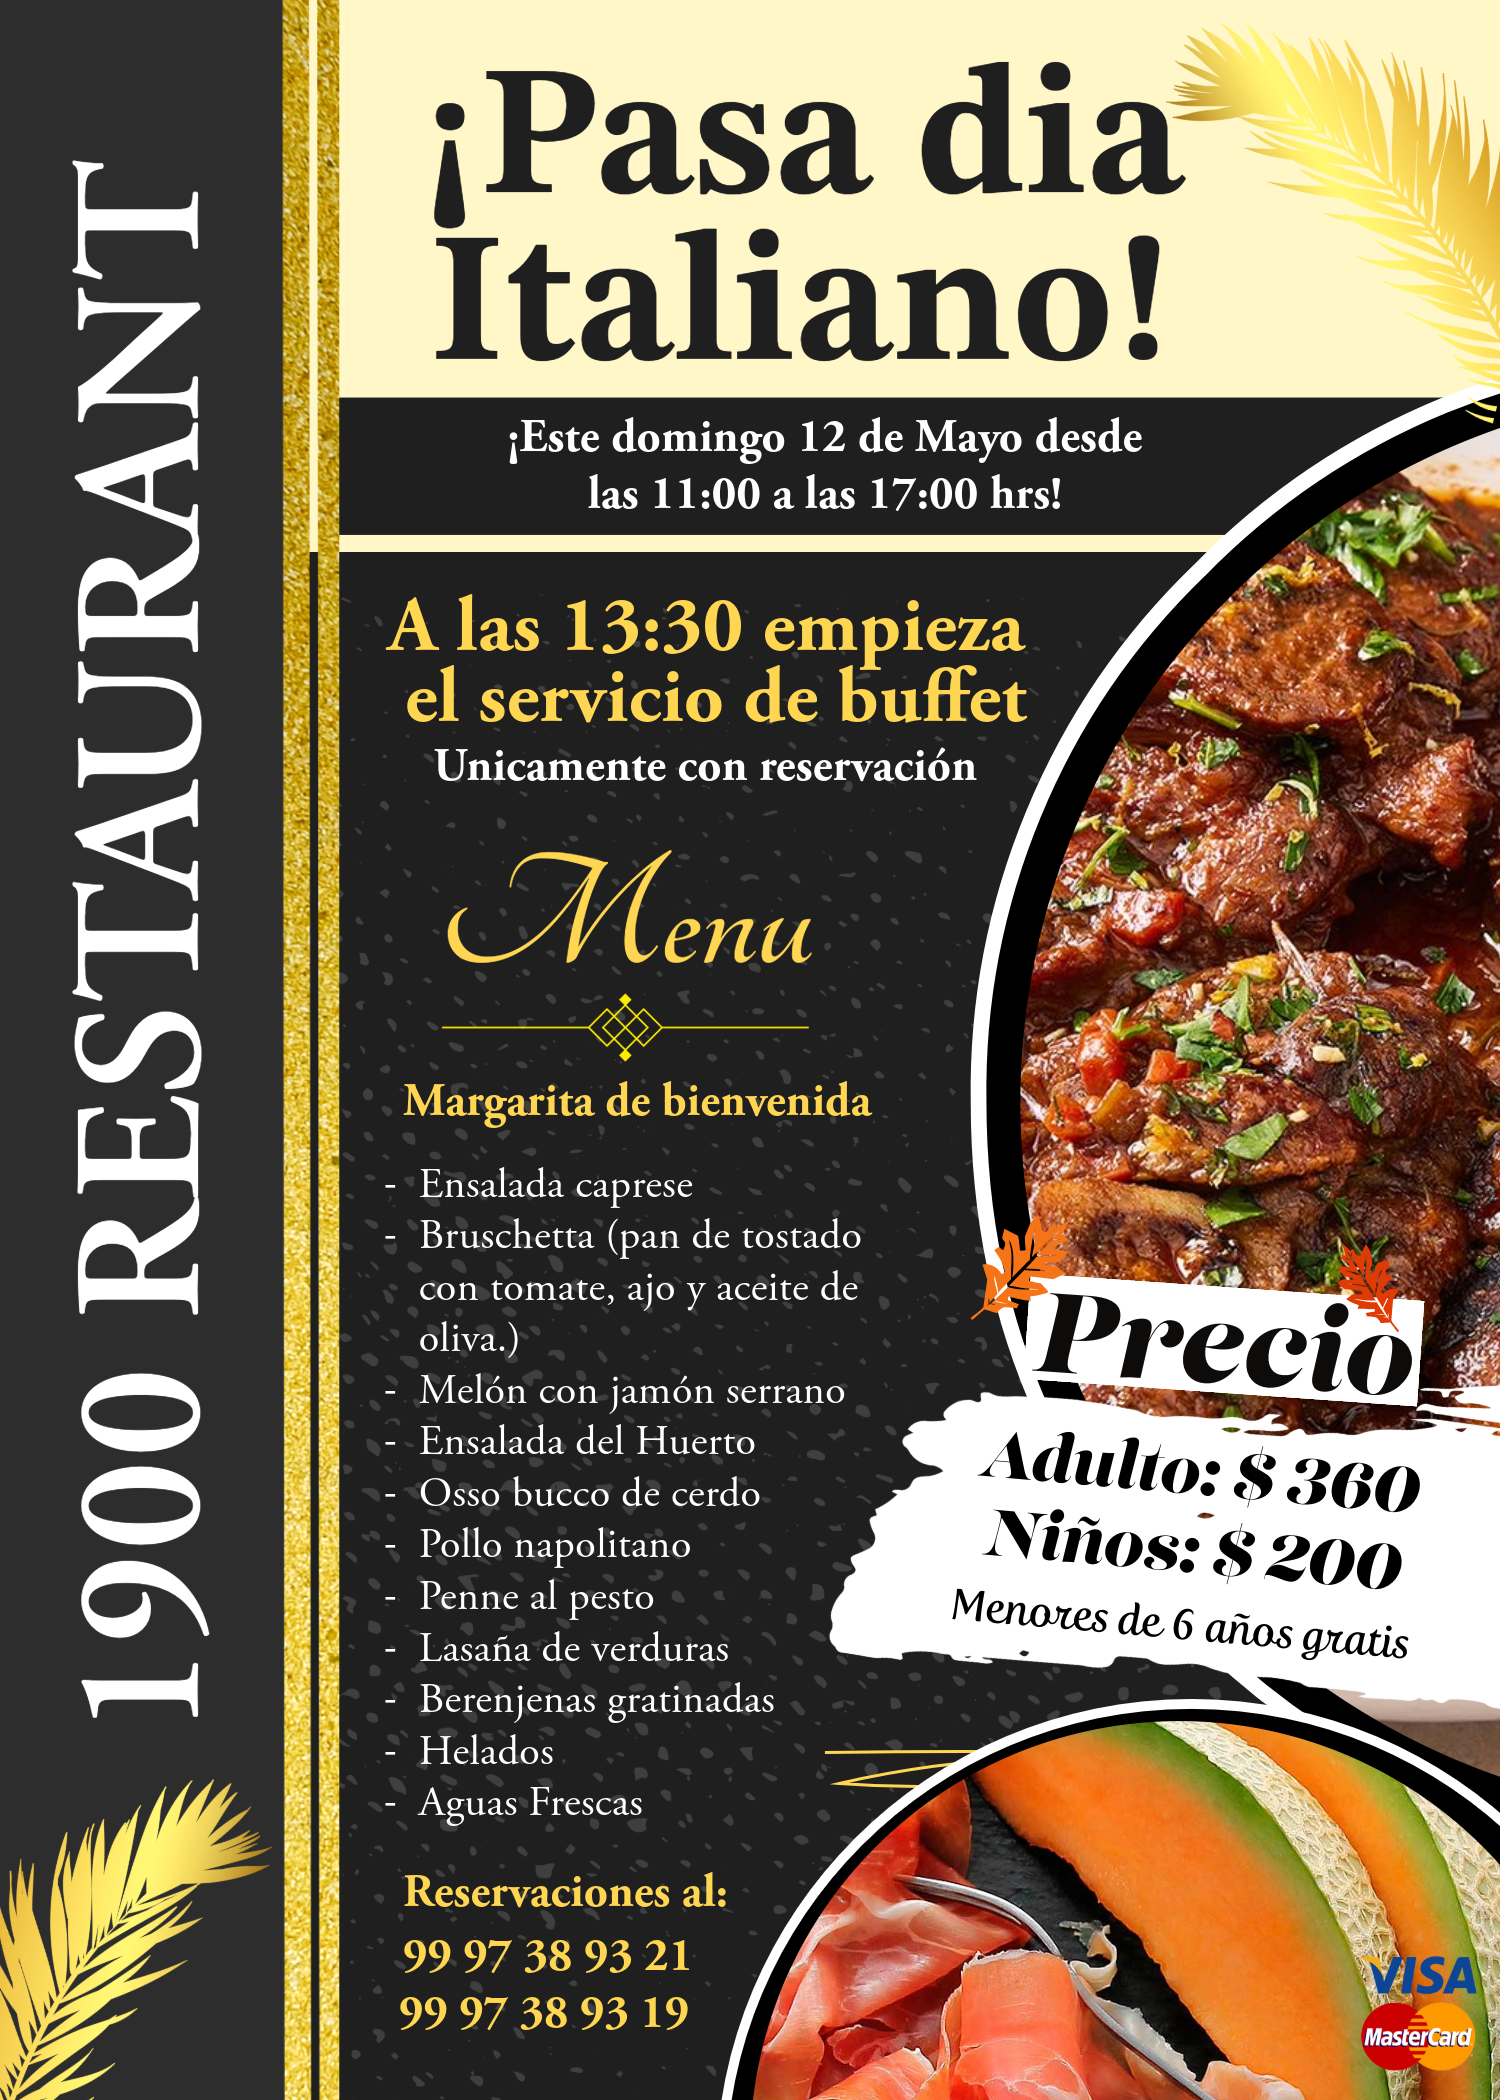 1900 RESTAURANT
¡Pasa dia
Italiano!
¡Este domingo 12 de Mayo desde
las 11:00 a las 17:00 hrs!
A las 13:30 empieza
el servicio de buffet
Unicamente con reservación
Menu
Margarita de bienvenida
- Ensalada caprese
- Bruschetta (pan de tostado
con tomate, ajo y aceite de
oliva.)
- Melón con jamón serrano
- Ensalada del Huerto
- Osso bucco de cerdo
- Pollo napolitano
- Penne al pesto
- Lasaña de verduras
- Berenjenas gratinadas
- Helados
- Aguas Frescas
Precio
Adulto: $ 360
Niños: $ 200
Menores de 6 años gratis
Reservaciones al:
99 97 38 93 21
99 97 38 93 19
VISA
MasterCard